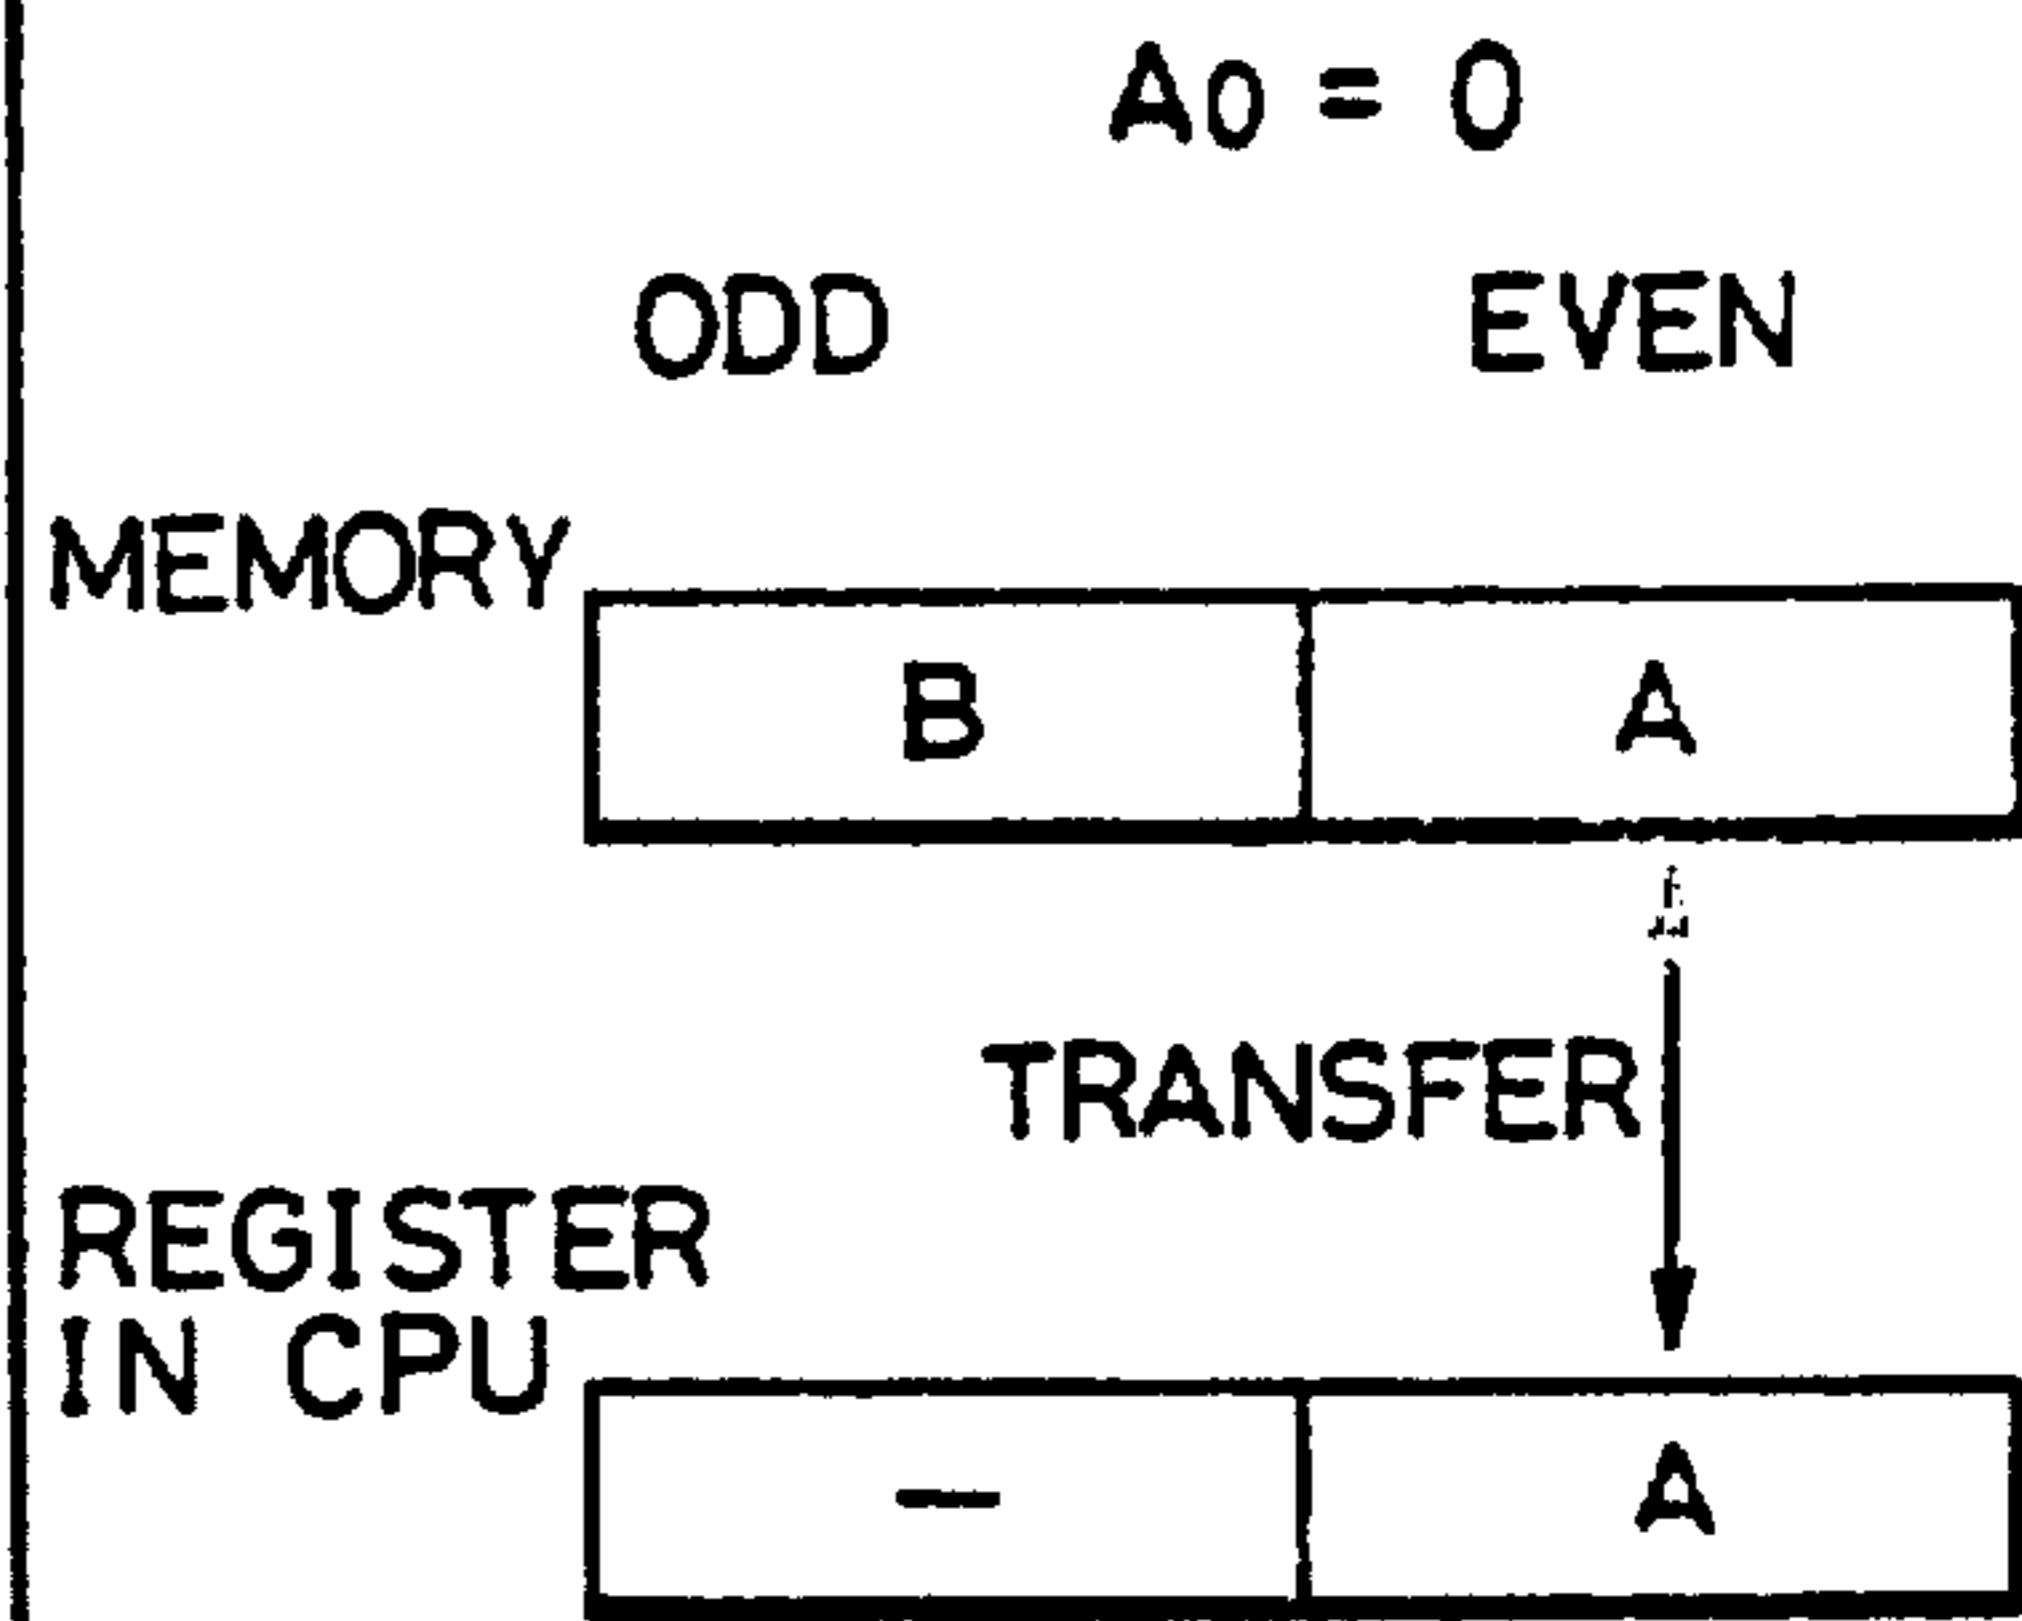 A0 = 0
ODD EVEN
MEMORY
B A
TRANSFER
REGISTER
IN CPU
— A